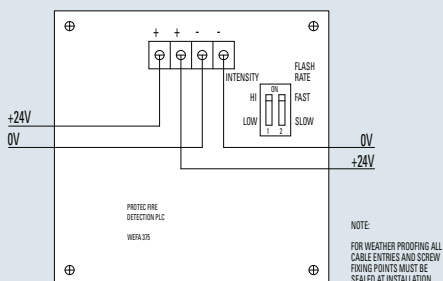 + + - -
INTENSITY
FLASH
RATE
ON
HI
FAST
LOW
SLOW
1 2
+24V
0V
0V
+24V
PROTEC FIRE
DETECTION PLC
WEFA 375
NOTE:
FOR WEATHER PROOFING ALL
CABLE ENTRIES AND SCREW
FIXING POINTS MUST BE
SEALED AT INSTALLATION